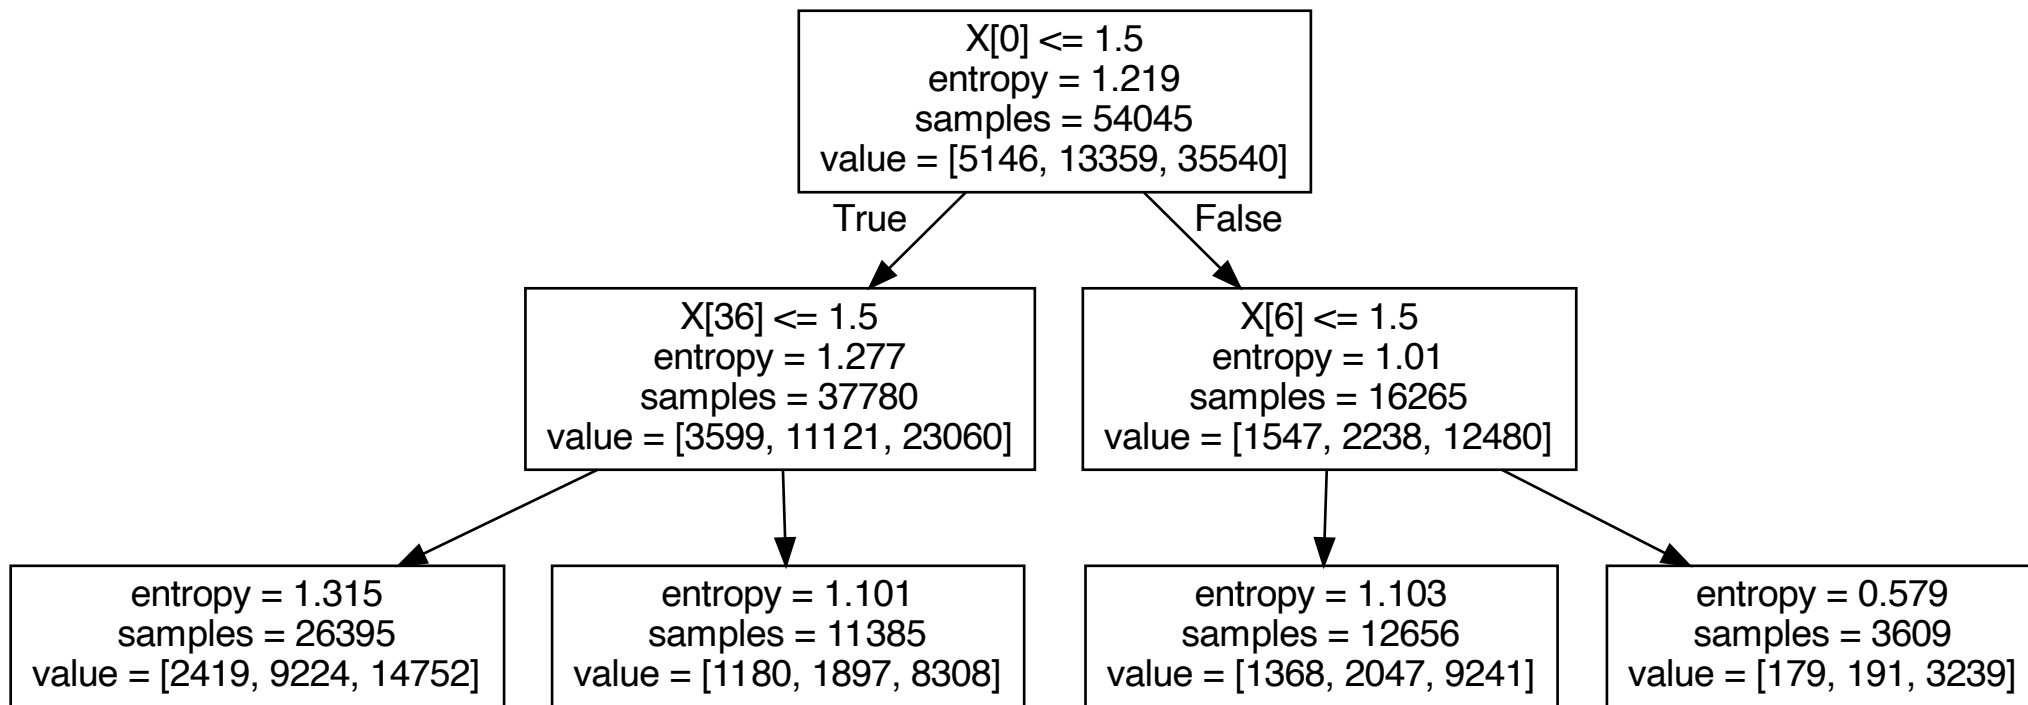 X[0] <= 1.5
entropy = 1.219
samples = 54045
value = [5146, 13359, 35540]
True
False
X[36] <= 1.5
entropy = 1.277
samples = 37780
value = [3599, 11121, 23060]
X[6] <= 1.5
entropy = 1.01
samples = 16265
value = [1547, 2238, 12480]
entropy = 1.315
samples = 26395
value = [2419, 9224, 14752]
entropy = 1.101
samples = 11385
value = [1180, 1897, 8308]
entropy = 1.103
samples = 12656
value = [1368, 2047, 9241]
entropy = 0.579
samples = 3609
value = [179, 191, 3239]